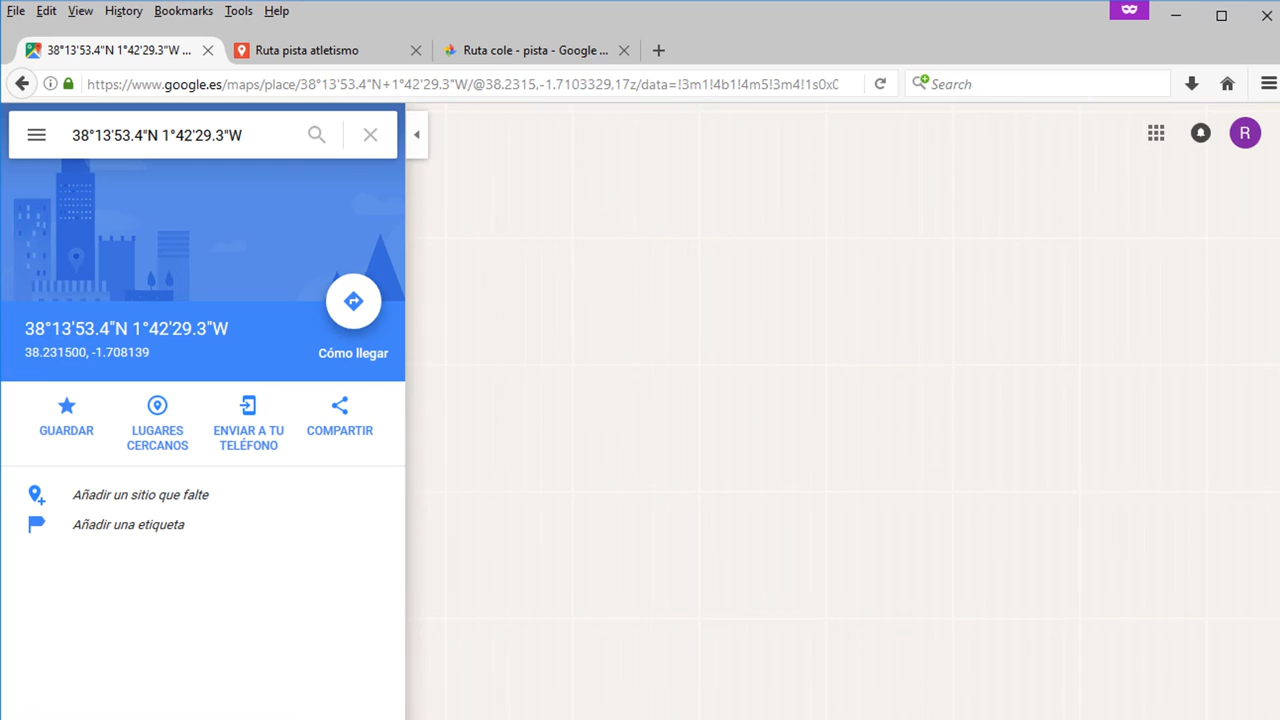 File Edit View History Bookmarks Tools Help
38°13'53.4"N 1°42'29.3"W ...
Ruta pista atletismo
Ruta cole - pista - Google ...
https://www.google.es/maps/place/38°13'53.4"N+1°42'29.3"W/@38.2315,-1.7103329,17z/data=!3m1!4b1!4m5!3m4!1s0x0
Search
38°13'53.4"N 1°42'29.3"W
R
38°13'53.4"N 1°42'29.3"W
38.231500, -1.708139
Cómo llegar
GUARDAR
LUGARES
CERCANOS
ENVIAR A TU
TELÉFONO
COMPARTIR
Añadir un sitio que falte
Añadir una etiqueta